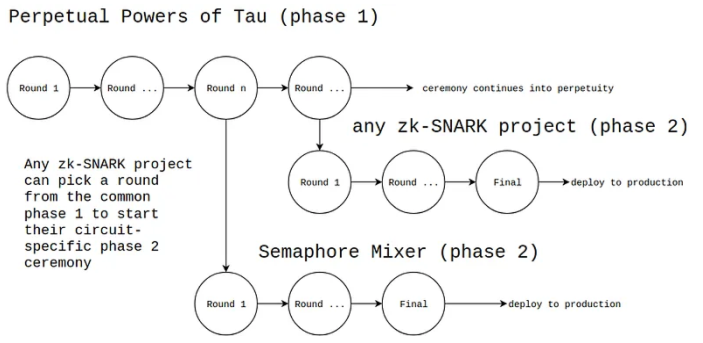 Perpetual Powers of Tau (phase 1)
Round 1
Round ...
Round n
Round ...
ceremony continues into perpetuity
any zk-SNARK project (phase 2)
Any zk-SNARK project
can pick a round
from the common
phase 1 to start
their circuit-
specific phase 2
ceremony
Round 1
Round ...
Final
deploy to production
Semaphore Mixer (phase 2)
Round 1
Round ...
Final
deploy to production